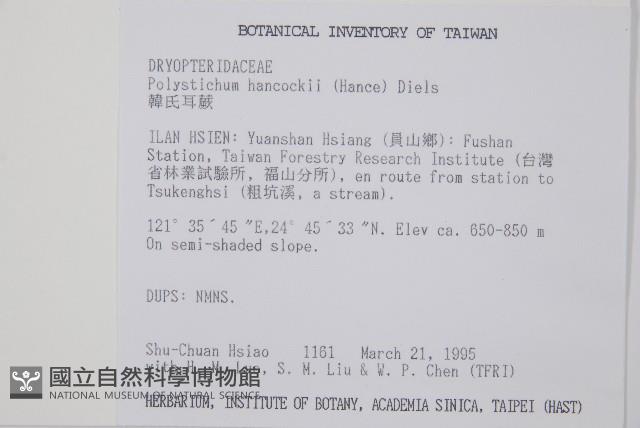 BOTANICAL INVENTORY OF TAIWAN
DRYOPTERIDACEAE
Polystichum hancockii (Hance) Diels
韓氏耳蕨
ILAN HSIEN: Yuanshan Hsiang (員山鄉): Fushan
Station, Taiwan Forestry Research Institute (台灣
省林業試驗所, 福山分所), en route from station to
Tsukenghsi (粗坑溪, a stream).
121° 35´45 "E,24° 45´33 "N. Elev ca. 650-850 m
On semi-shaded slope.
DUPS: NMNS.
Shu-Chuan Hsiao 1161 March 21, 1995
with H. M. S. M. Liu & W. P. Chen (TFRI)
國立自然科學博物館
NATIONAL MUSEUM OF NATURAL SCIENCE
HERBARIUM, INSTITUTE OF BOTANY, ACADEMIA SINICA, TAIPEI (HAST)